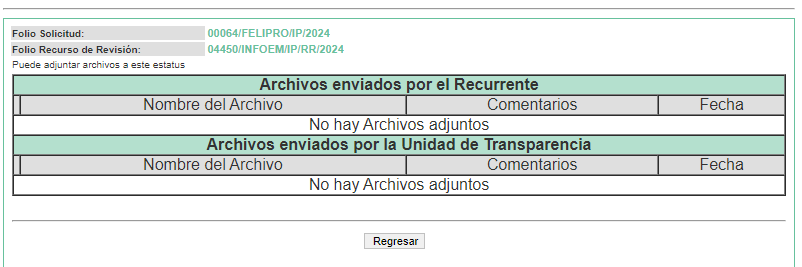 Folio Solicitud: 00064/FELIPRO/IP/2024
Folio Recurso de Revisión: 04450/INFOEM/IP/RR/2024
Puede adjuntar archivos a este estatus
Archivos enviados por el Recurrente
Nombre del Archivo Comentarios Fecha
No hay Archivos adjuntos
Archivos enviados por la Unidad de Transparencia
Nombre del Archivo Comentarios Fecha
No hay Archivos adjuntos
Regresar